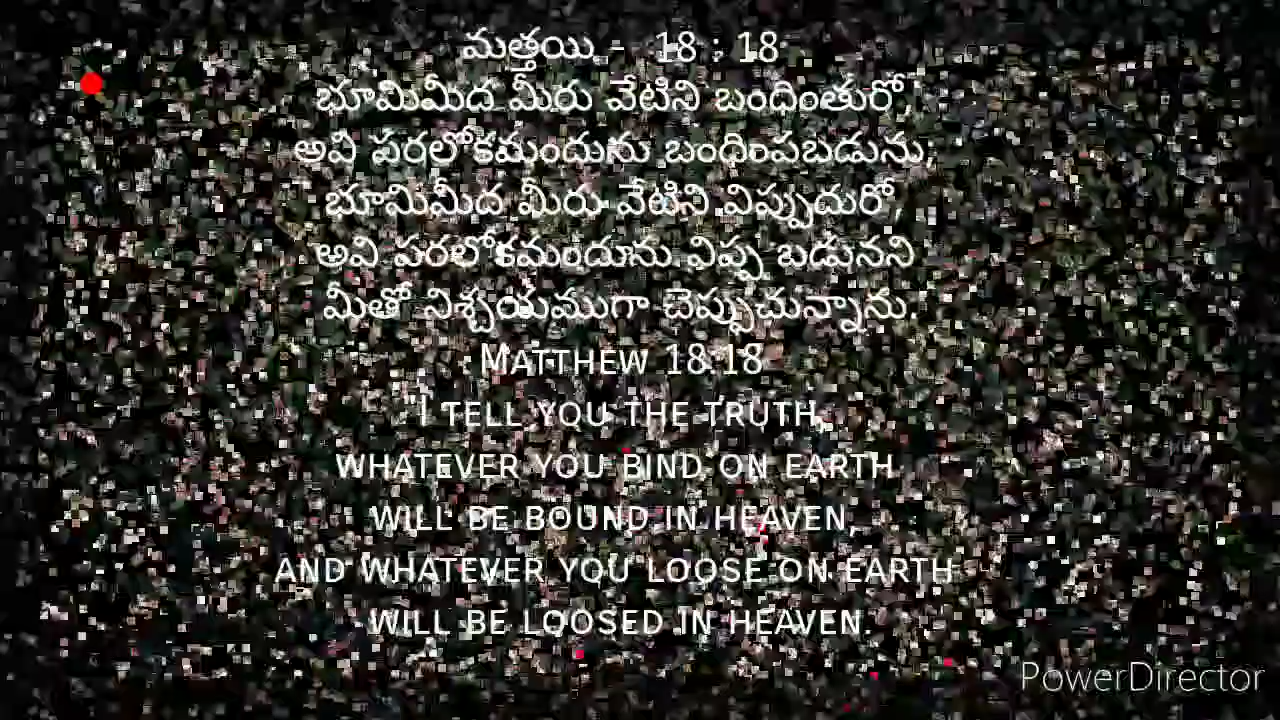 మత్తయి - 18 : 18
భూమిమీద మీరు వేటిని బంధింతురో,
అవి పరలోకమందును బంధింపబడును,
భూమిమీద మీరు వేటిని విప్పుదురో,
అవి పరలోకమందును విప్ప బడునని
మీతో నిశ్చయముగా చెప్పుచున్నాను.
MATTHEW 18:18
"I TELL YOU THE TRUTH,
WHATEVER YOU BIND ON EARTH
WILL BE BOUND IN HEAVEN,
AND WHATEVER YOU LOOSE ON EARTH
WILL BE LOOSED IN HEAVEN.
PowerDirector